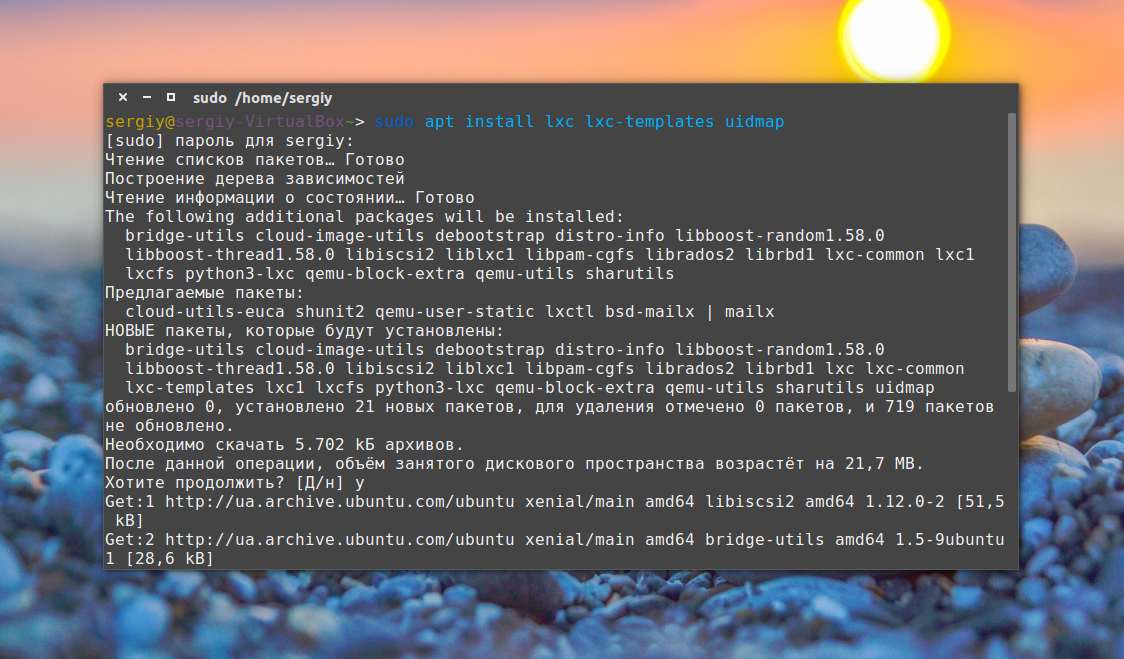 sudo /home/sergiy
sergiy@sergiy-VirtualBox~> sudo apt install lxc lxc-templates uidmap
[sudo] пароль для sergiy:
Чтение списков пакетов… Готово
Построение дерева зависимостей
Чтение информации о состоянии… Готово
The following additional packages will be installed:
  bridge-utils cloud-image-utils debootstrap distro-info libboost-random1.58.0
  libboost-thread1.58.0 libiscsi2 liblxc1 libpam-cgfs librados2 librbd1 lxc-common lxc1
  lxcfs python3-lxc qemu-block-extra qemu-utils sharutils
Предлагаемые пакеты:
  cloud-utils-euca shunit2 qemu-user-static lxctl bsd-mailx | mailx
НОВЫЕ пакеты, которые будут установлены:
  bridge-utils cloud-image-utils debootstrap distro-info libboost-random1.58.0
  libboost-thread1.58.0 libiscsi2 liblxc1 libpam-cgfs librados2 librbd1 lxc lxc-common
  lxc-templates lxc1 lxcfs python3-lxc qemu-block-extra qemu-utils sharutils uidmap
обновлено 0, установлено 21 новых пакетов, для удаления отмечено 0 пакетов, и 719 пакетов
не обновлено.
Необходимо скачать 5.702 kБ архивов.
После данной операции, объём занятого дискового пространства возрастёт на 21,7 MB.
Хотите продолжить? [Д/н] y
Get:1 http://ua.archive.ubuntu.com/ubuntu xenial/main amd64 libiscsi2 amd64 1.12.0-2 [51,5
 kB]
Get:2 http://ua.archive.ubuntu.com/ubuntu xenial/main amd64 bridge-utils amd64 1.5-9ubuntu
1 [28,6 kB]